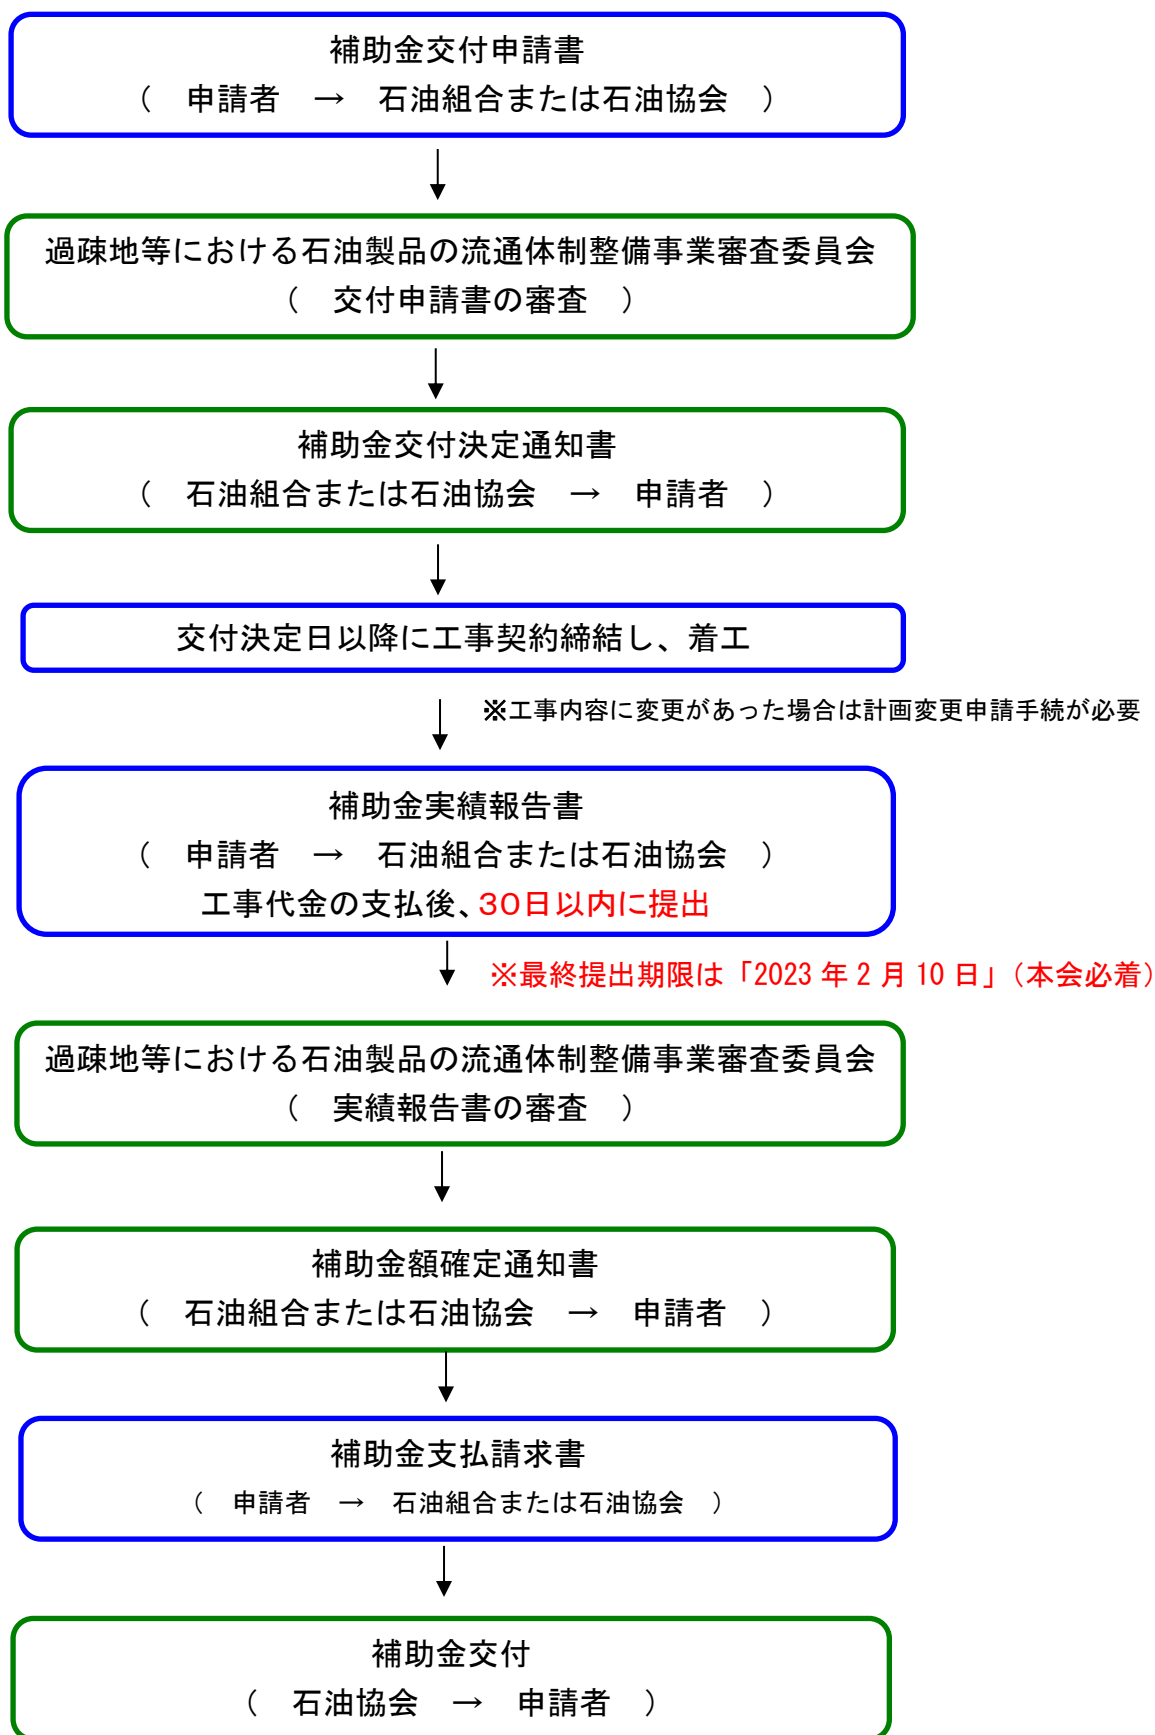 補助金交付申請書
（　申請者　→　石油組合または石油協会　）
過疎地等における石油製品の流通体制整備事業審査委員会
（　交付申請書の審査　）
補助金交付決定通知書
（　石油組合または石油協会　→　申請者　）
交付決定日以降に工事契約締結し、着工
※工事内容に変更があった場合は計画変更申請手続が必要
補助金実績報告書
（　申請者　→　石油組合または石油協会　）
工事代金の支払後、30日以内に提出
※最終提出期限は「2023 年 2 月 10 日」（本会必着）
過疎地等における石油製品の流通体制整備事業審査委員会
（　実績報告書の審査　）
補助金額確定通知書
（　石油組合または石油協会　→　申請者　）
補助金支払請求書
（　申請者　→　石油組合または石油協会　）
補助金交付
（　石油協会　→　申請者　）